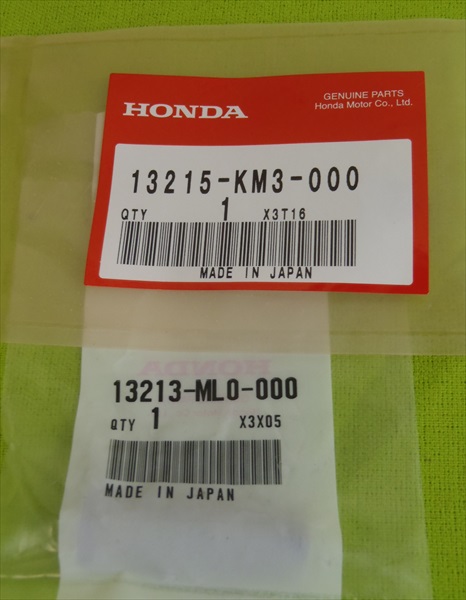 HONDA
GENUINE PARTS
Honda Motor Co., Ltd.
13215-KM3-000
QTY 1 X3T16
MADE IN JAPAN
HONDA
13213-ML0-000
QTY 1 X3X05
MADE IN JAPAN